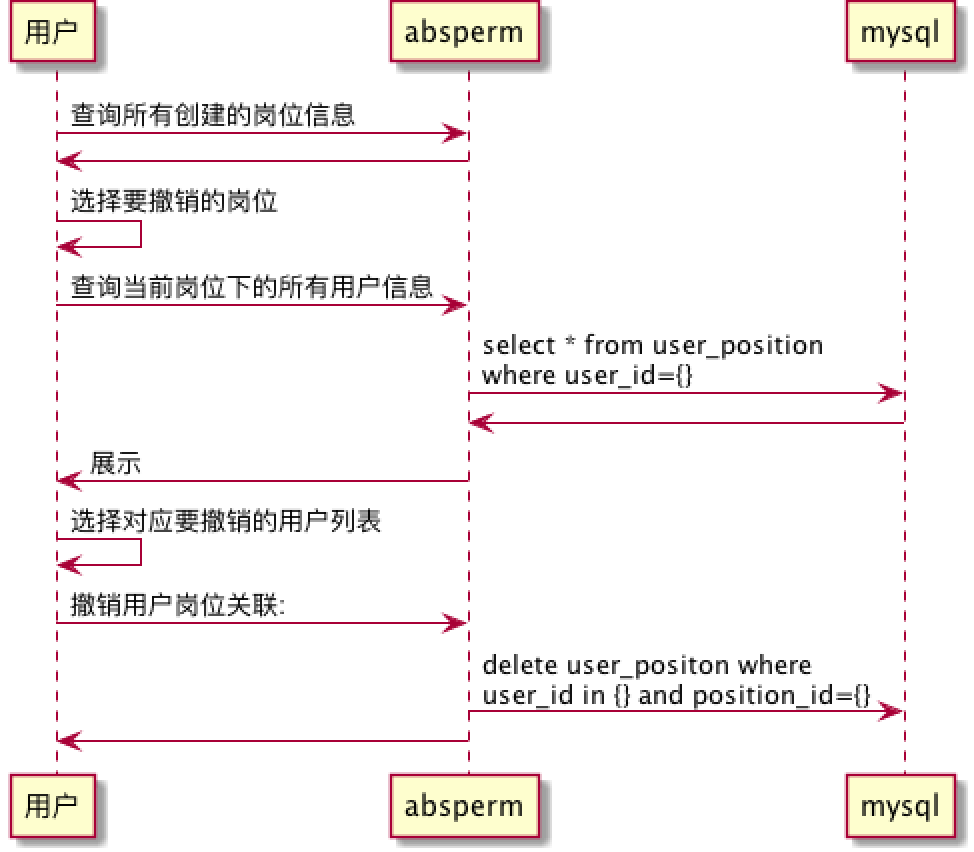 用户
absperm
mysql
查询所有创建的岗位信息
选择要撤销的岗位
查询当前岗位下的所有用户信息
select * from user_position
where user_id={}
展示
选择对应要撤销的用户列表
撤销用户岗位关联:
delete user_positon where
user_id in {} and position_id={}
用户
absperm
mysql